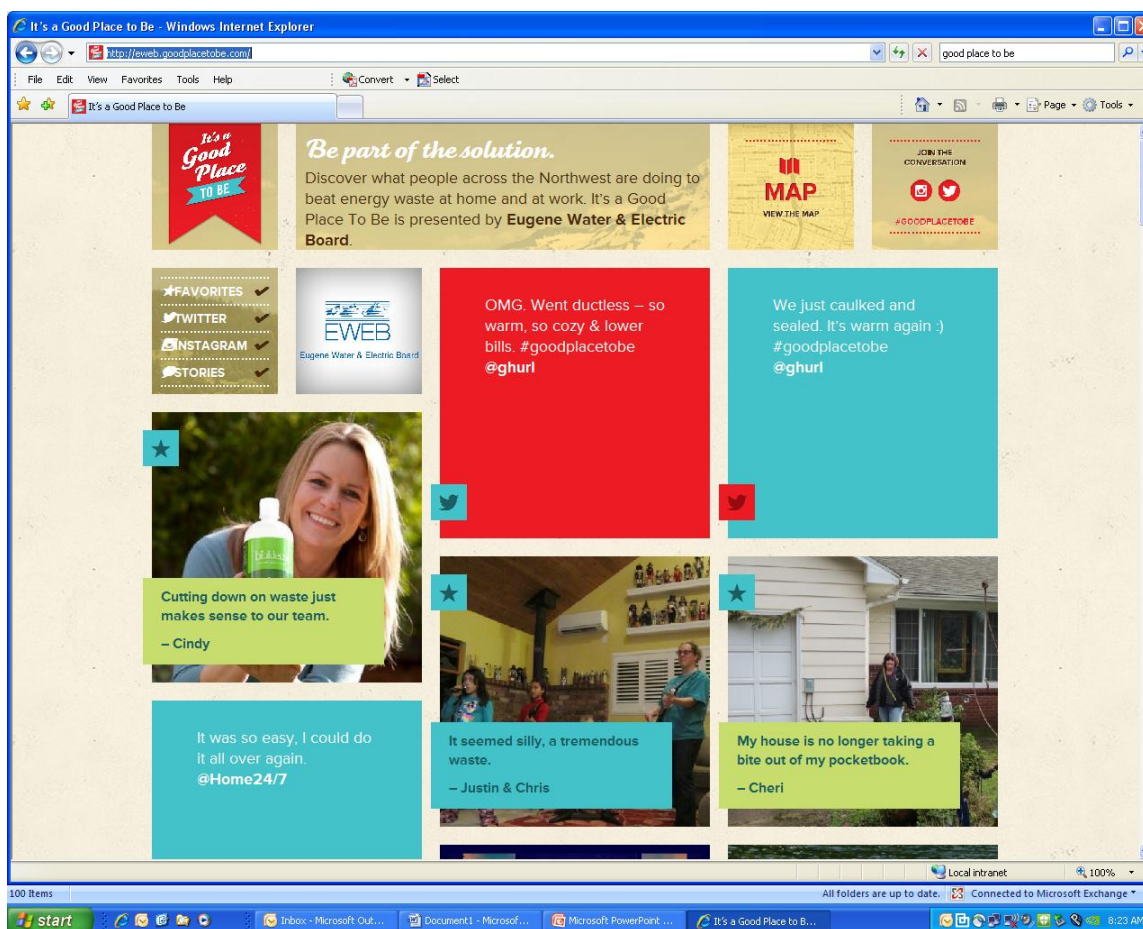 It's a Good Place to Be - Windows Internet Explorer
http://eweb.goodplacetobe.com/
good place to be
File Edit View Favorites Tools Help
Convert Select
It's a Good Place to Be
Page Tools
It's a
Good
Place
TO BE
Be part of the solution.
Discover what people across the Northwest are doing to
beat energy waste at home and at work. It's a Good
Place To Be is presented by Eugene Water & Electric
Board.
MAP
VIEW THE MAP
JOIN THE
CONVERSATION
#GOODPLACETOBE
FAVORITES
TWITTER
INSTAGRAM
STORIES
EWEB
Eugene Water & Electric Board
OMG. Went ductless – so
warm, so cozy & lower
bills. #goodplacetobe
@ghurl
We just caulked and
sealed. It's warm again :)
#goodplacetobe
@ghurl
Cutting down on waste just
makes sense to our team.
– Cindy
It was so easy, I could do
it all over again.
@Home24/7
It seemed silly, a tremendous
waste.
– Justin & Chris
My house is no longer taking a
bite out of my pocketbook.
– Cheri
Local intranet
100%
100 Items
All folders are up to date. Connected to Microsoft Exchange
start
Inbox - Microsoft Out...
Document1 - Microsof...
Microsoft PowerPoint ...
It's a Good Place to B...
8:23 AM